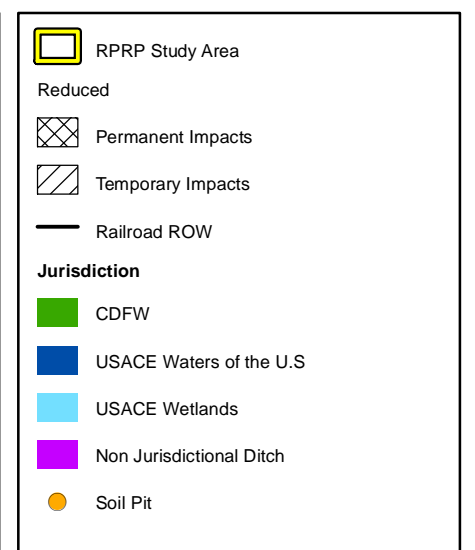 RPRP Study Area
Reduced
Permanent Impacts
Temporary Impacts
Railroad ROW
Jurisdiction
CDFW
USACE Waters of the U.S
USACE Wetlands
Non Jurisdictional Ditch
Soil Pit